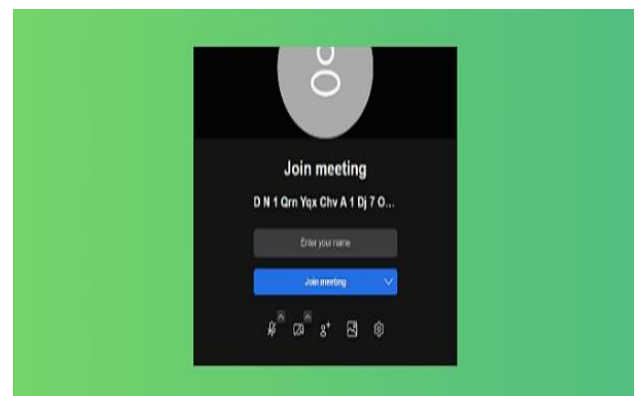 Join meeting
D N 1 Qrn Yqx Chv A 1 Dj 7 O...
Enter your name
Join meeting